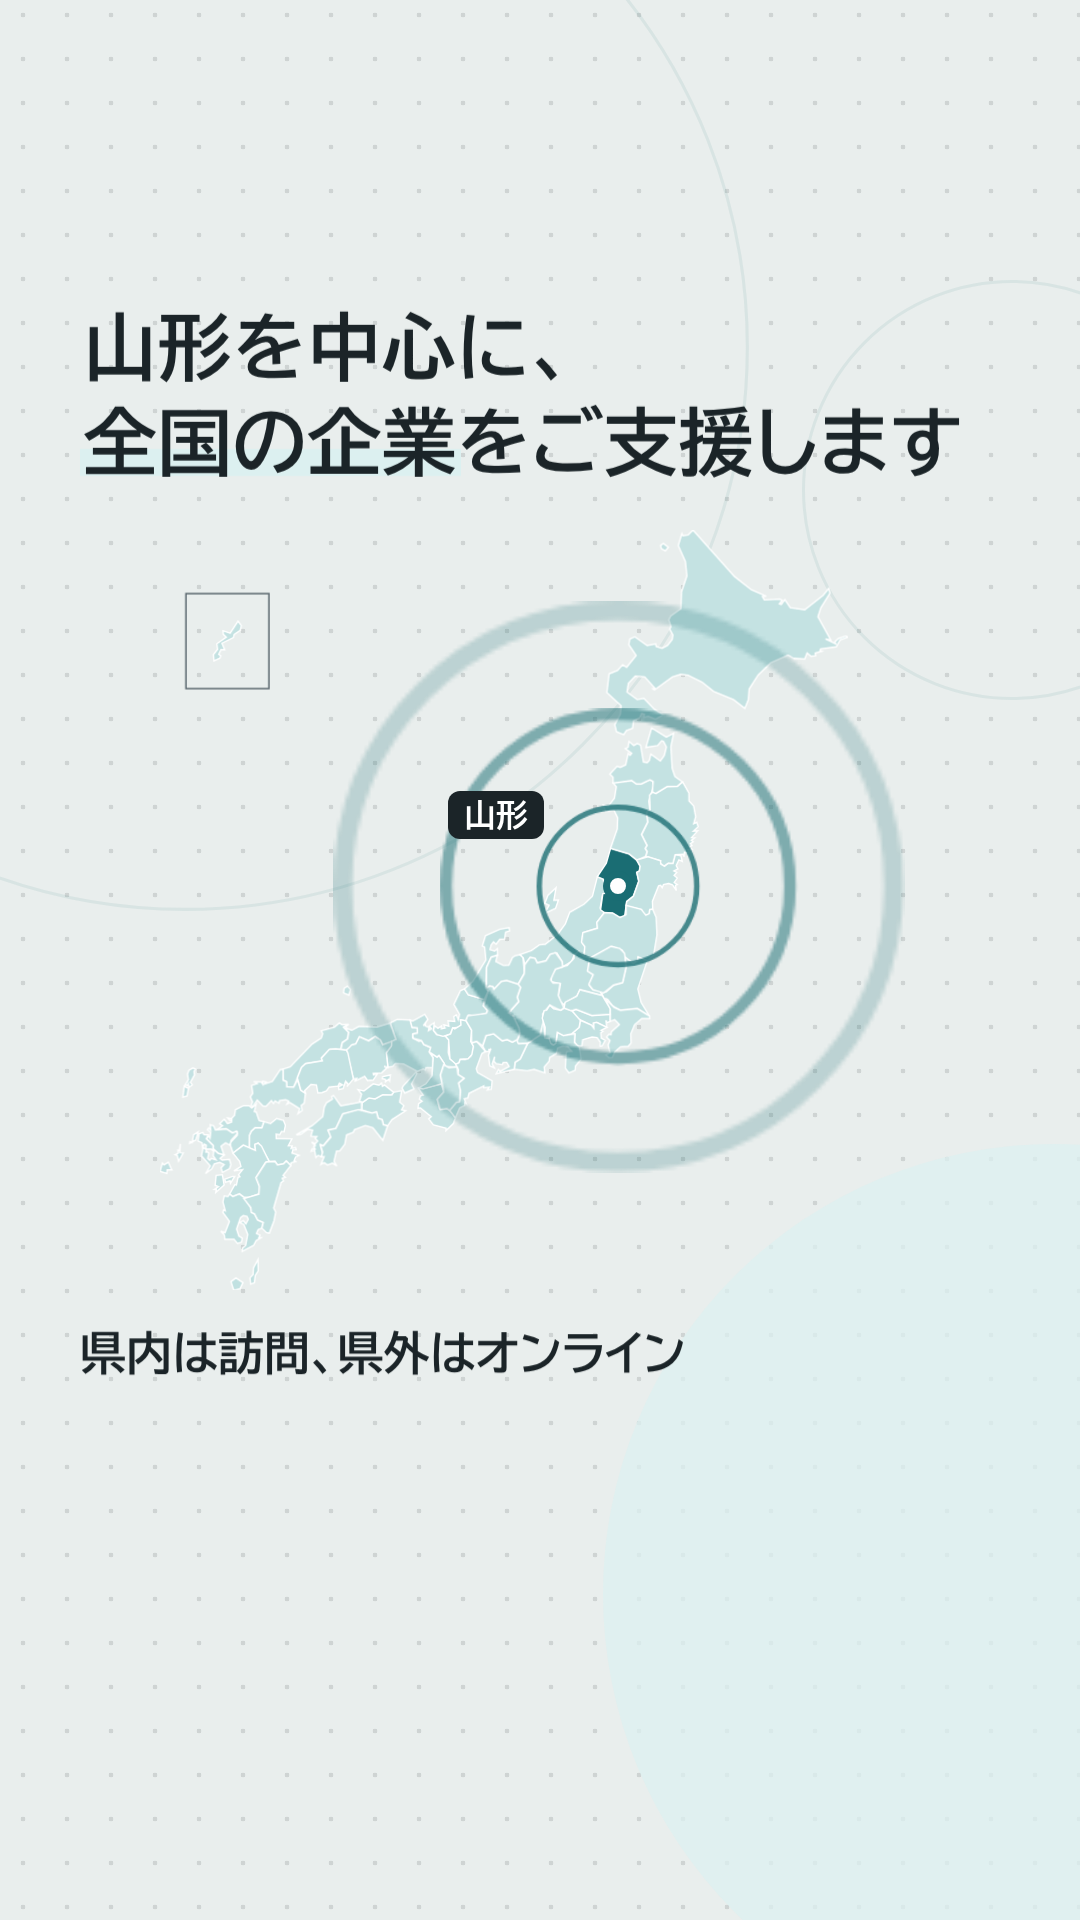 山形を中心に、
全国の企業をご支援します
山形
県内は訪問、県外はオンライン